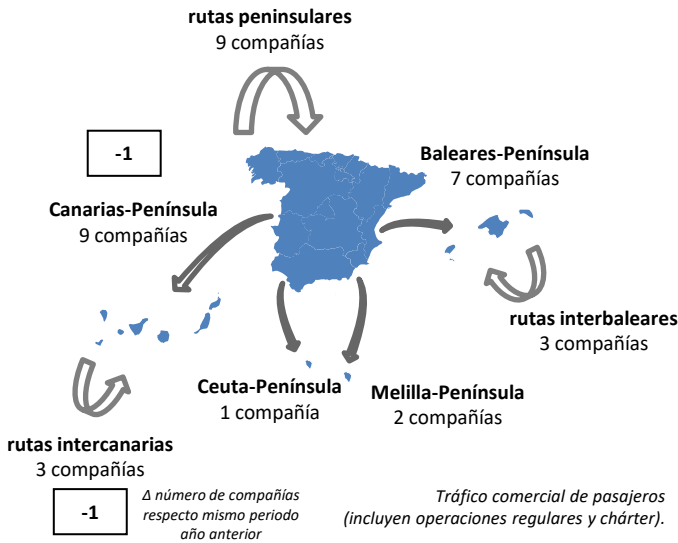 rutas peninsulares
9 compañías
-1
Baleares-Península
7 compañías
Canarias-Península
9 compañías
rutas interbaleares
3 compañías
Ceuta-Península
1 compañía
Melilla-Península
2 compañías
rutas intercanarias
3 compañías
-1
Δ número de compañías
respecto mismo periodo
año anterior
Tráfico comercial de pasajeros
(incluyen operaciones regulares y chárter).